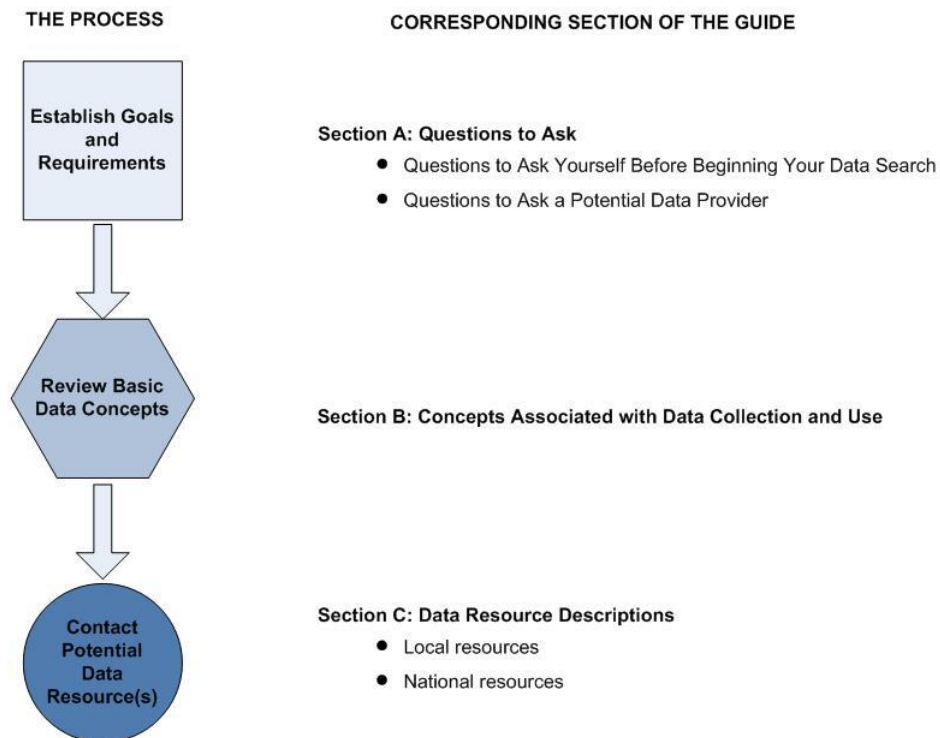 THE PROCESS
CORRESPONDING SECTION OF THE GUIDE
Establish Goals
and
Requirements
Section A: Questions to Ask
● Questions to Ask Yourself Before Beginning Your Data Search
● Questions to Ask a Potential Data Provider
Review Basic
Data Concepts
Section B: Concepts Associated with Data Collection and Use
Contact
Potential
Data
Resource(s)
Section C: Data Resource Descriptions
● Local resources
● National resources